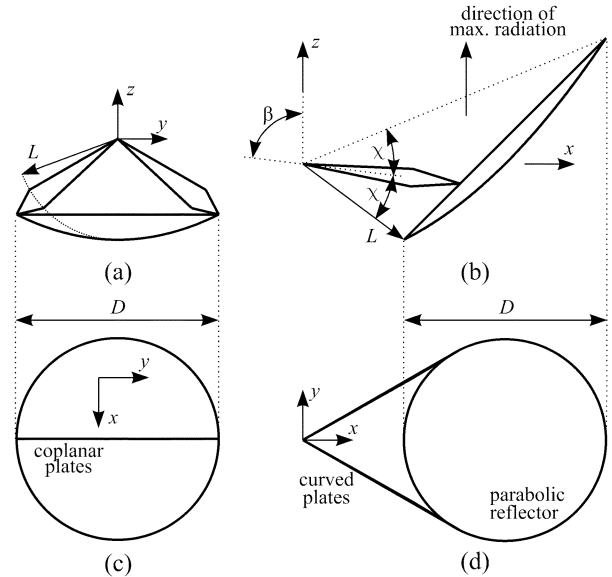 direction of
max. radiation
z
z
β
y
L
χ
x
χ
L
(a)
(b)
D
D
y
x
coplanar
plates
y
x
curved
plates
parabolic
reflector
(c)
(d)